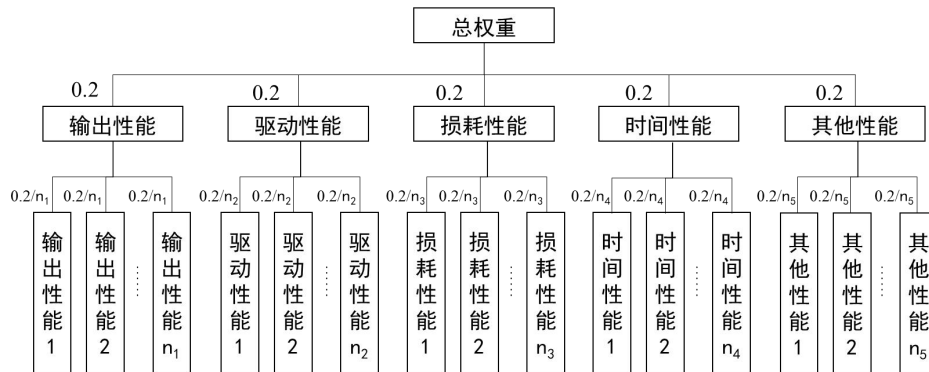 总权重
0.2 0.2 0.2 0.2 0.2
输出性能 驱动性能 损耗性能 时间性能 其他性能
0.2/n₁ 0.2/n₁ 0.2/n₁ 0.2/n₂ 0.2/n₂ 0.2/n₂ 0.2/n₃ 0.2/n₃ 0.2/n₃ 0.2/n₄ 0.2/n₄ 0.2/n₄ 0.2/n₅ 0.2/n₅ 0.2/n₅
输出性能1
输出性能2
……
输出性能n₁
驱动性能1
驱动性能2
……
驱动性能n₂
损耗性能1
损耗性能2
……
损耗性能n₃
时间性能1
时间性能2
……
时间性能n₄
其他性能1
其他性能2
……
其他性能n₅